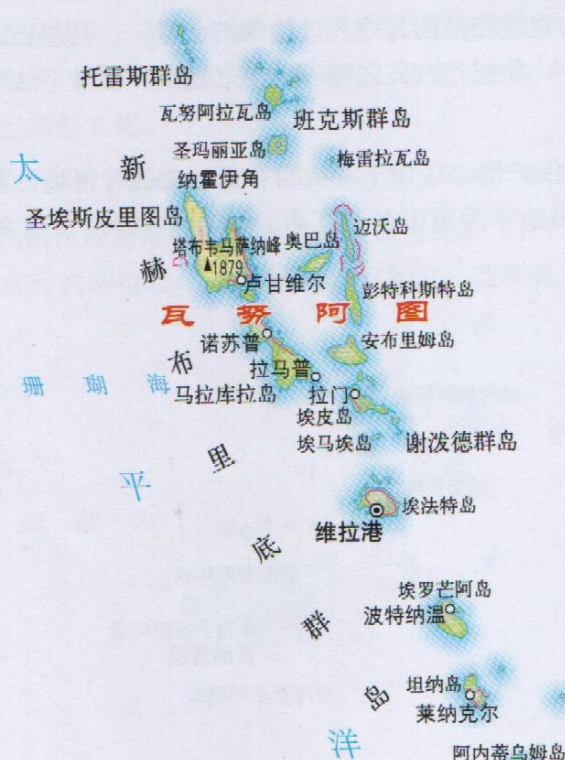 托雷斯群岛
瓦努阿拉瓦岛
班克斯群岛
圣玛丽亚岛
梅雷拉瓦岛
纳霍伊角
圣埃斯皮里图岛
迈沃岛
奥巴岛
塔布韦马萨纳峰
▲1879
卢甘维尔
彭特科斯特岛
瓦努阿图
诺苏普
安布里姆岛
拉马普
马拉库拉岛
拉门
埃皮岛
埃马埃岛
谢泼德群岛
珊瑚海
埃法特岛
维拉港
埃罗芒阿岛
波特纳温
坦纳岛
莱纳克尔
阿内蒂乌姆岛
新赫布里底群岛
太平洋